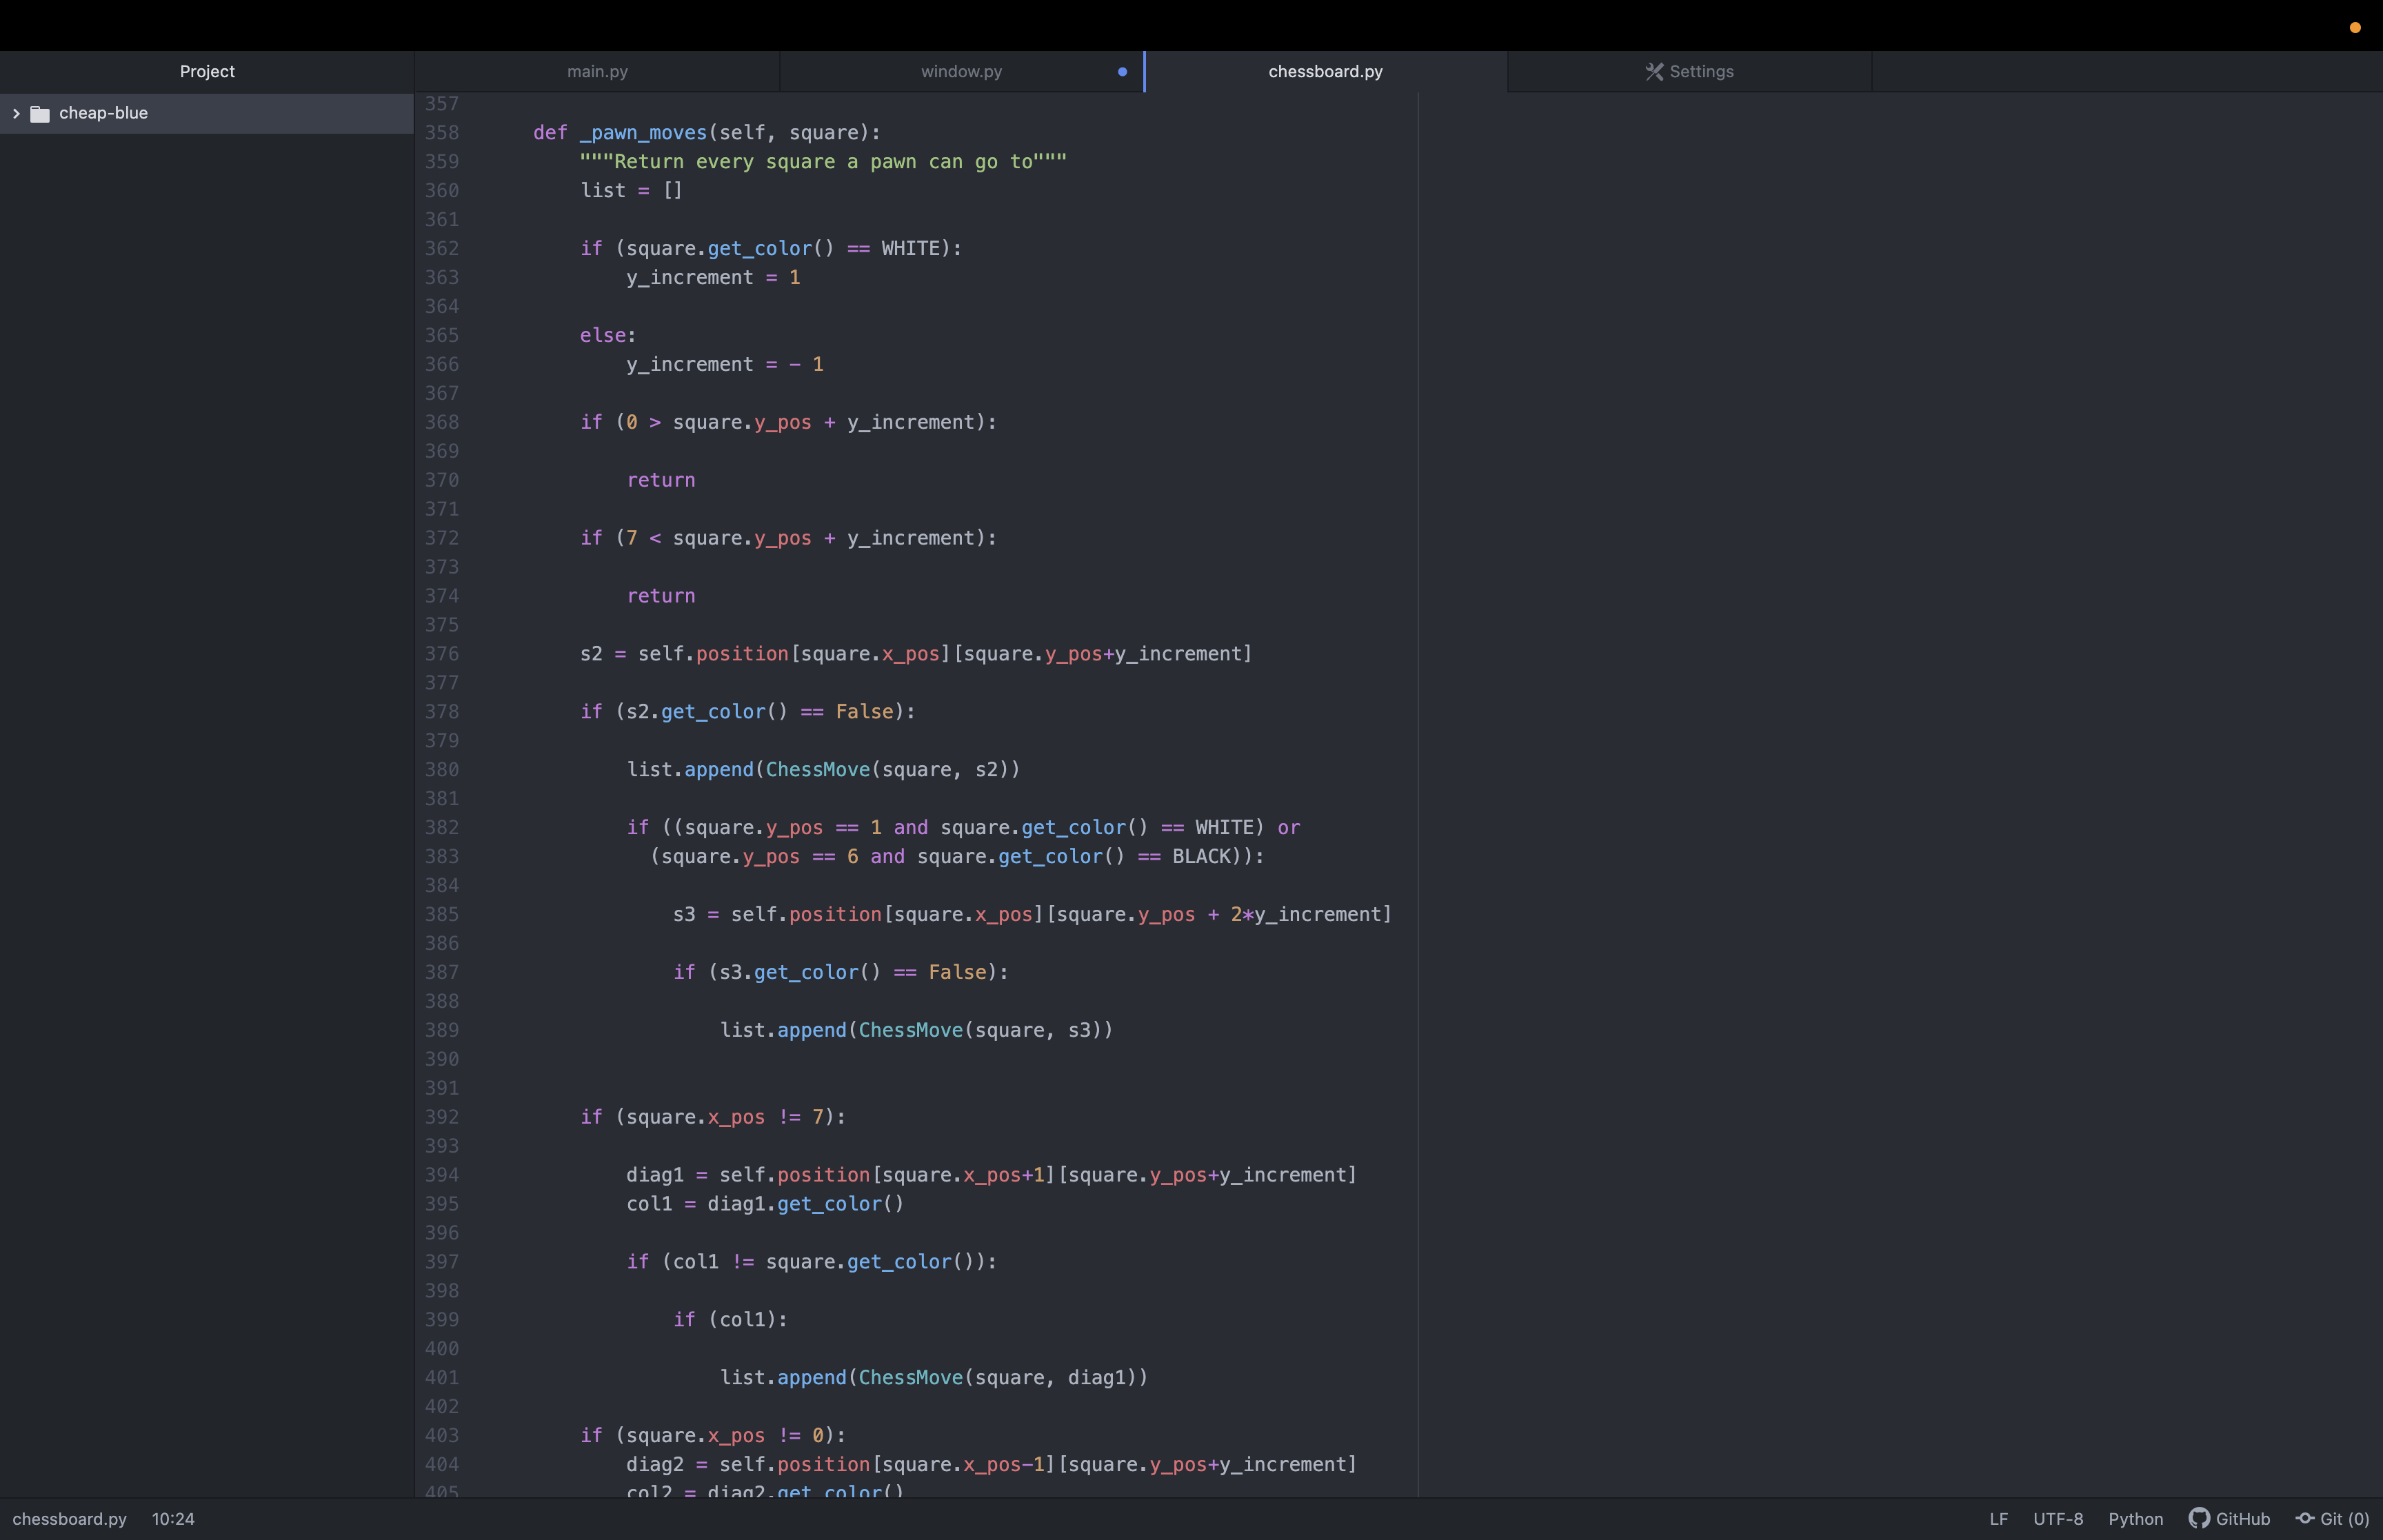 Project
main.py
window.py
chessboard.py
Settings
cheap-blue
357
358 def _pawn_moves(self, square):
359 """Return every square a pawn can go to"""
360 list = []
361
362 if (square.get_color() == WHITE):
363 y_increment = 1
364
365 else:
366 y_increment = - 1
367
368 if (0 > square.y_pos + y_increment):
369
370 return
371
372 if (7 < square.y_pos + y_increment):
373
374 return
375
376 s2 = self.position[square.x_pos][square.y_pos+y_increment]
377
378 if (s2.get_color() == False):
379
380 list.append(ChessMove(square, s2))
381
382 if ((square.y_pos == 1 and square.get_color() == WHITE) or
383 (square.y_pos == 6 and square.get_color() == BLACK)):
384
385 s3 = self.position[square.x_pos][square.y_pos + 2*y_increment]
386
387 if (s3.get_color() == False):
388
389 list.append(ChessMove(square, s3))
390
391
392 if (square.x_pos != 7):
393
394 diag1 = self.position[square.x_pos+1][square.y_pos+y_increment]
395 col1 = diag1.get_color()
396
397 if (col1 != square.get_color()):
398
399 if (col1):
400
401 list.append(ChessMove(square, diag1))
402
403 if (square.x_pos != 0):
404 diag2 = self.position[square.x_pos-1][square.y_pos+y_increment]
405 col2 = diag2.get_color()
chessboard.py 10:24
LF UTF-8 Python GitHub Git (0)